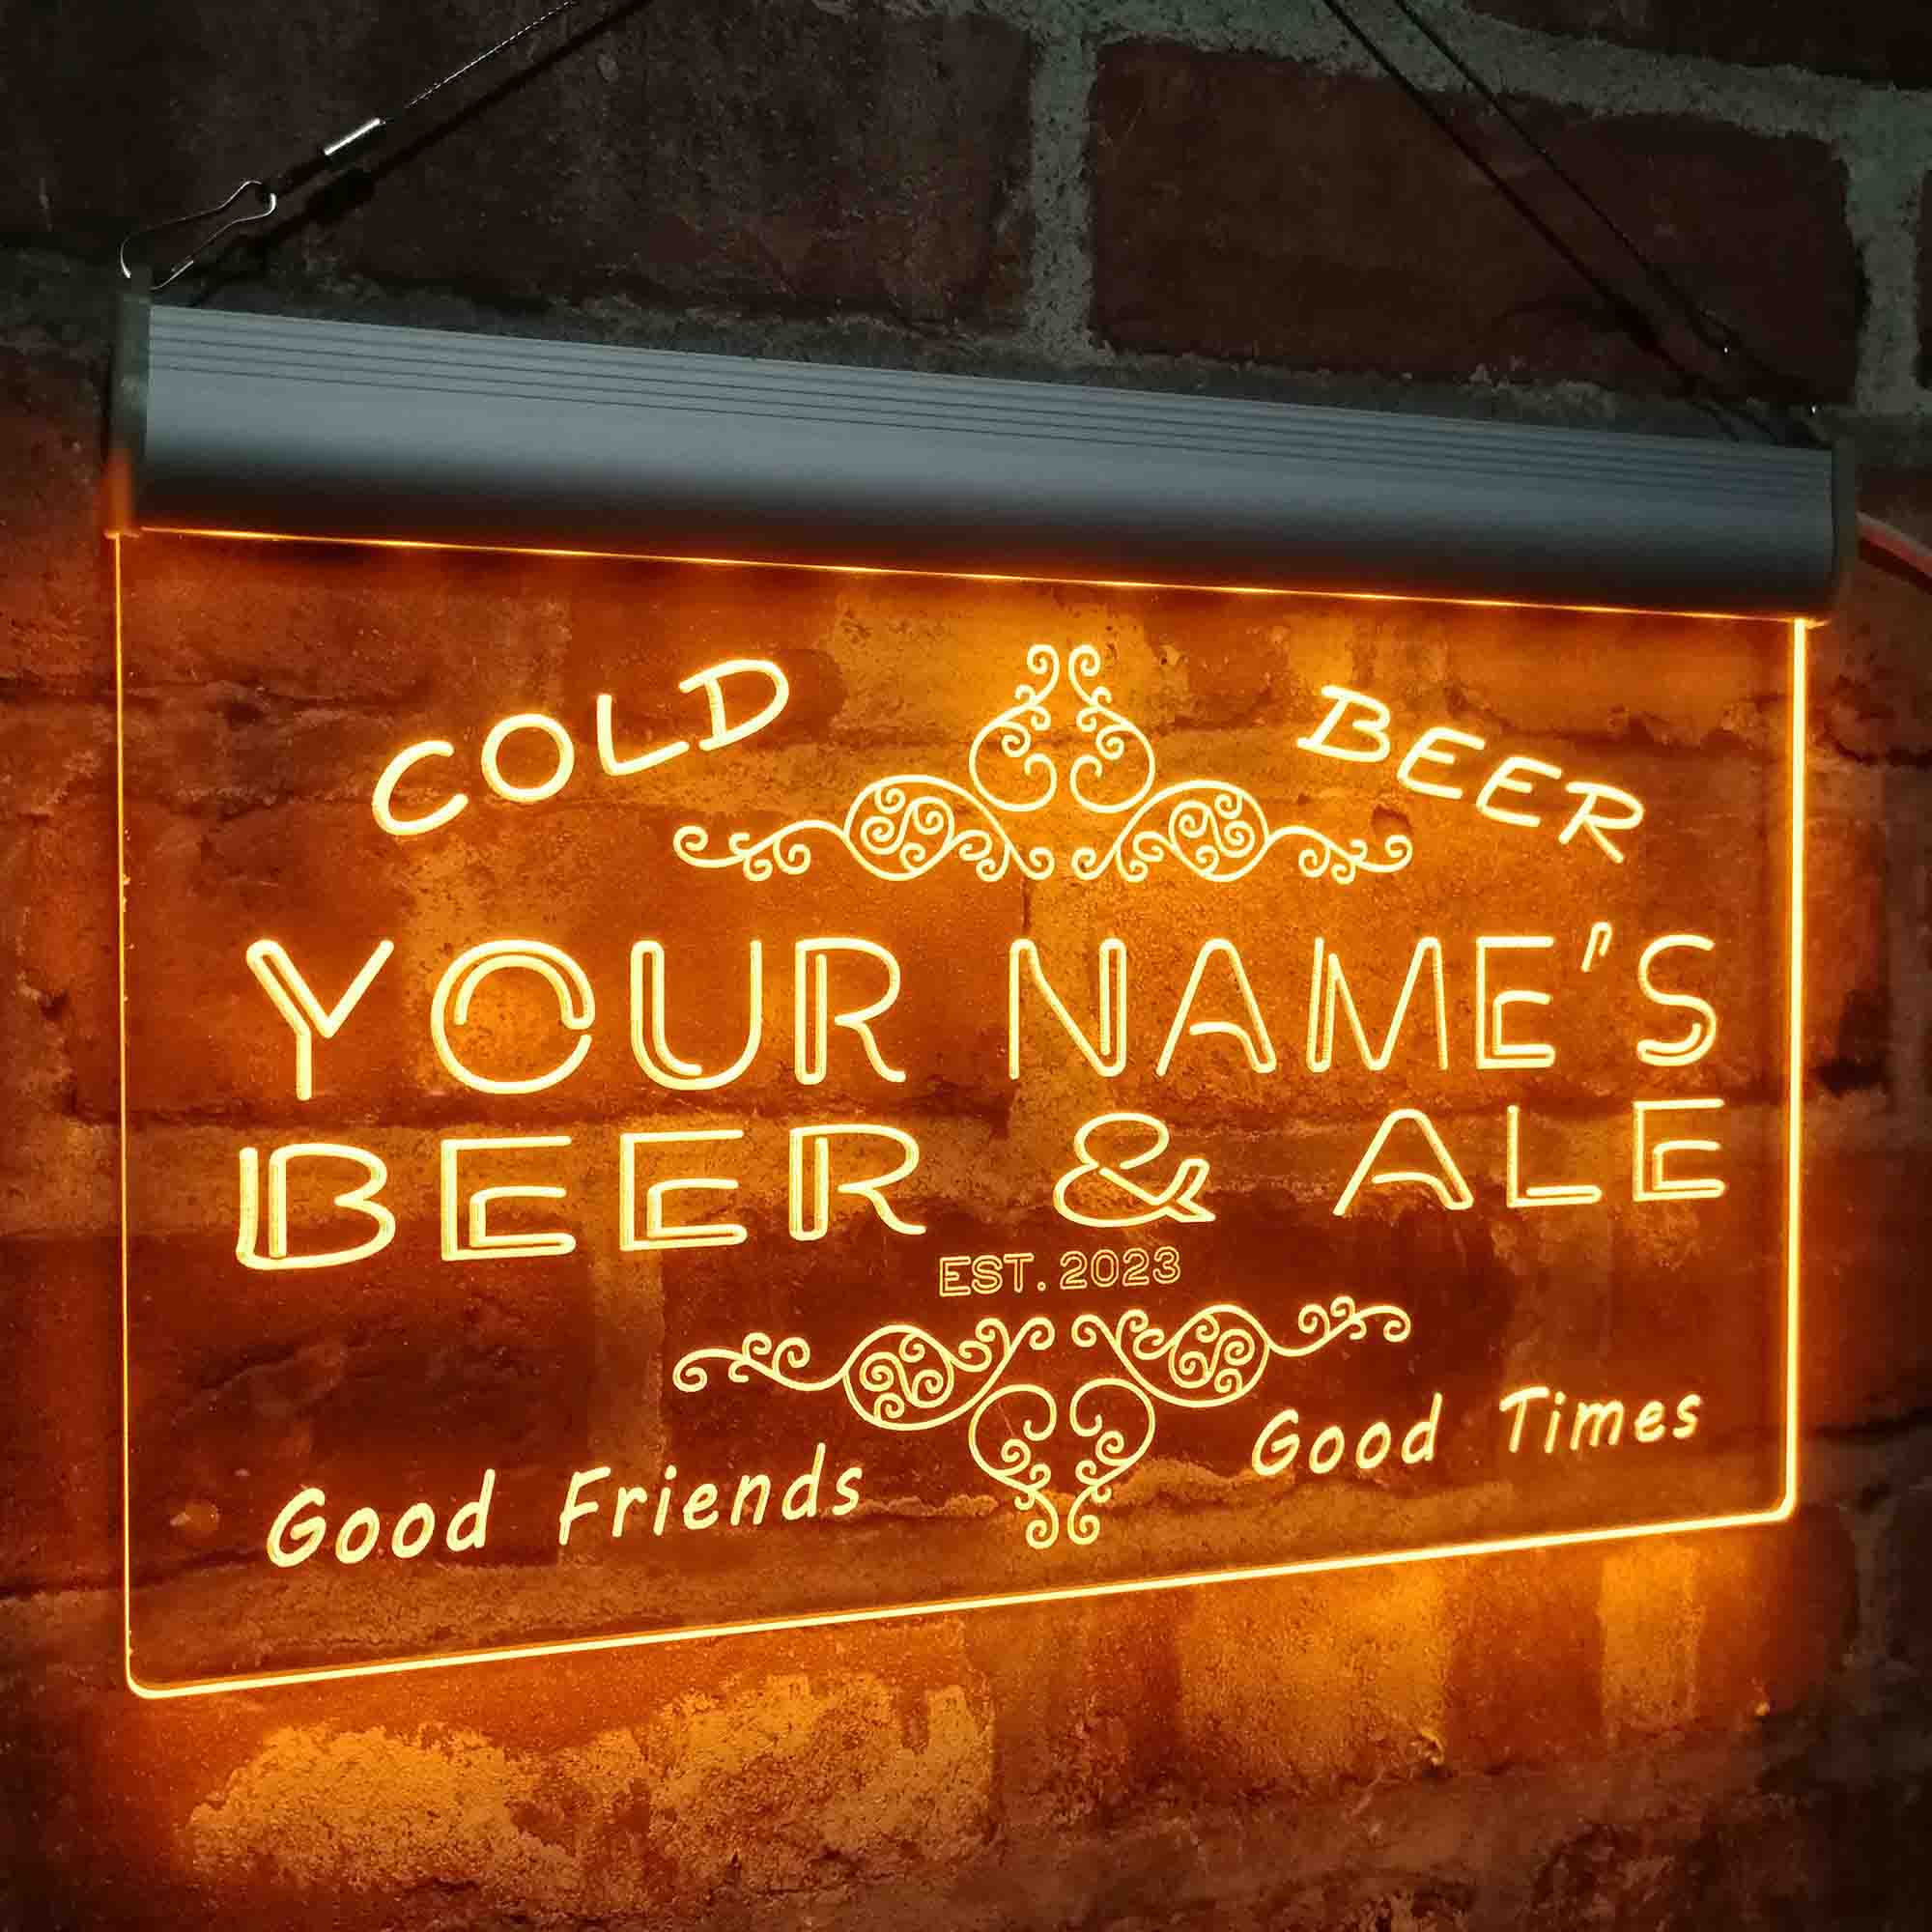 COLD BEER
YOUR NAME'S
BEER & ALE
EST. 2023
Good Friends Good Times